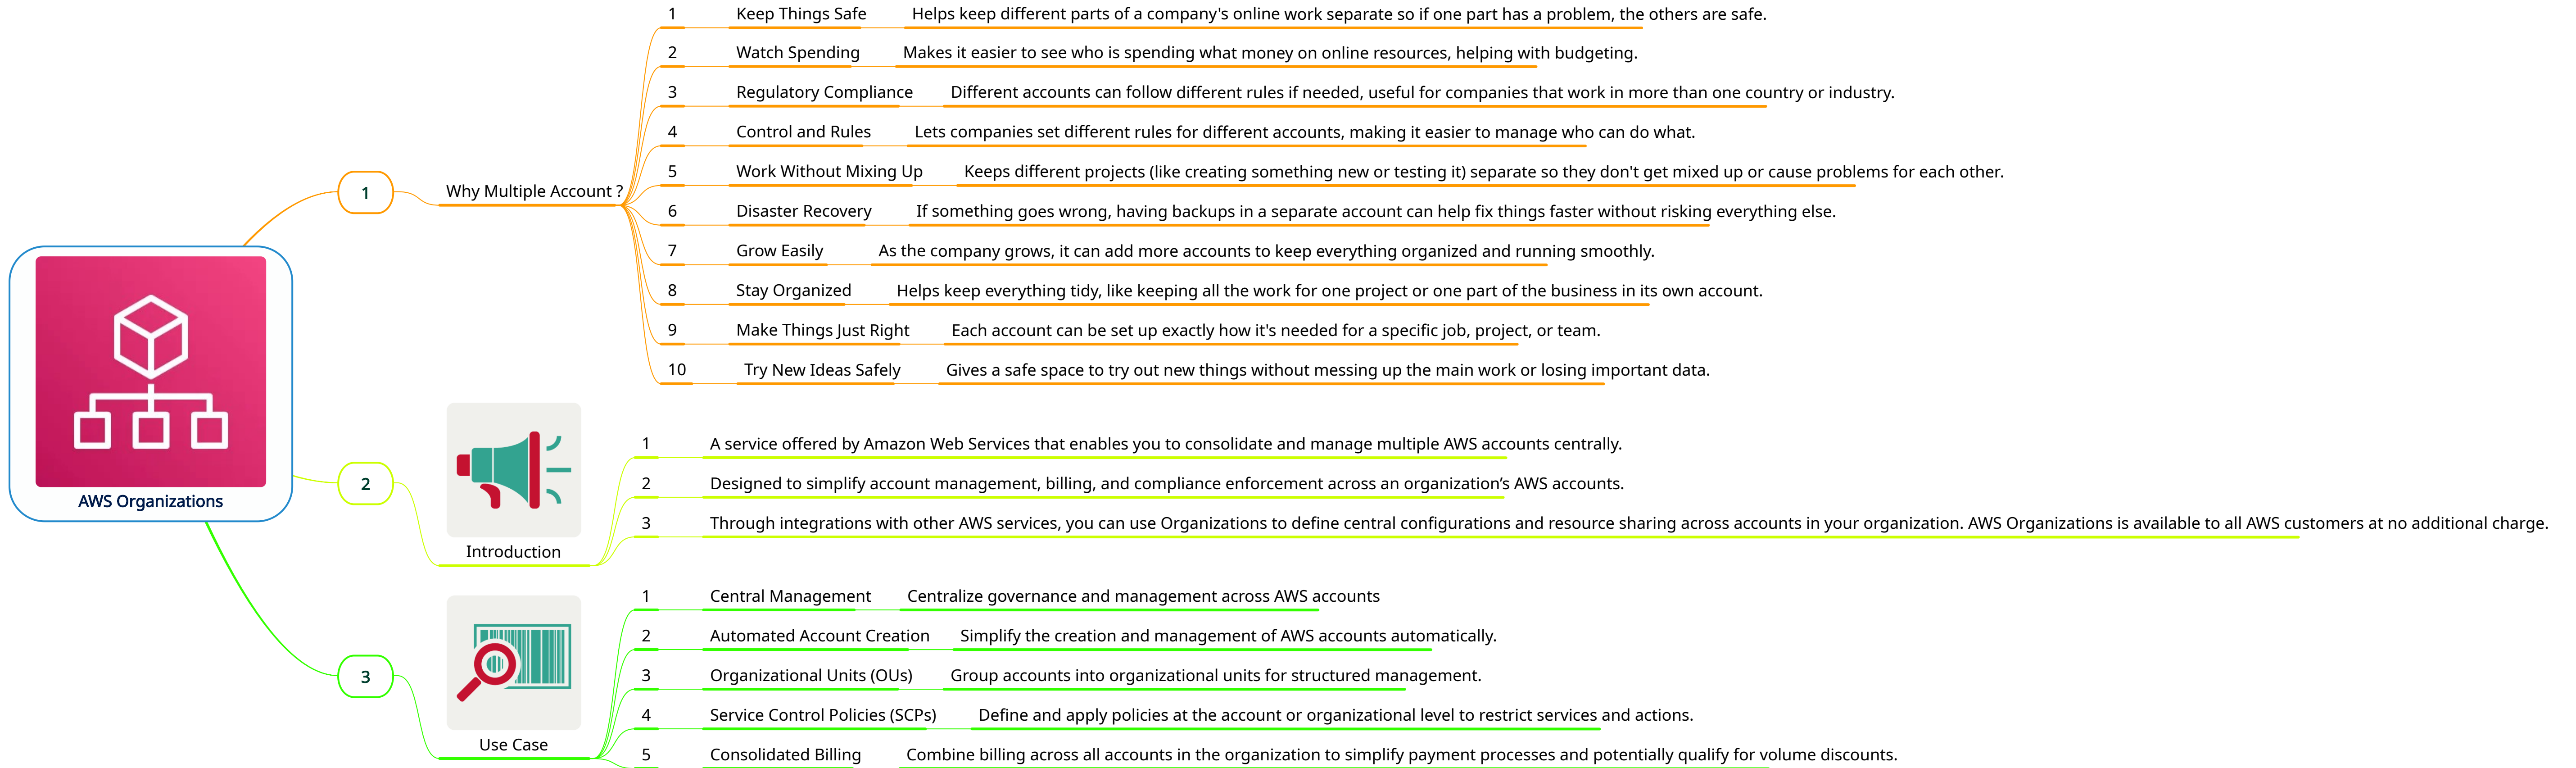 AWS Organizations
1
Why Multiple Account ?
1 Keep Things Safe Helps keep different parts of a company's online work separate so if one part has a problem, the others are safe.
2 Watch Spending Makes it easier to see who is spending what money on online resources, helping with budgeting.
3 Regulatory Compliance Different accounts can follow different rules if needed, useful for companies that work in more than one country or industry.
4 Control and Rules Lets companies set different rules for different accounts, making it easier to manage who can do what.
5 Work Without Mixing Up Keeps different projects (like creating something new or testing it) separate so they don't get mixed up or cause problems for each other.
6 Disaster Recovery If something goes wrong, having backups in a separate account can help fix things faster without risking everything else.
7 Grow Easily As the company grows, it can add more accounts to keep everything organized and running smoothly.
8 Stay Organized Helps keep everything tidy, like keeping all the work for one project or one part of the business in its own account.
9 Make Things Just Right Each account can be set up exactly how it's needed for a specific job, project, or team.
10 Try New Ideas Safely Gives a safe space to try out new things without messing up the main work or losing important data.
2
Introduction
1 A service offered by Amazon Web Services that enables you to consolidate and manage multiple AWS accounts centrally.
2 Designed to simplify account management, billing, and compliance enforcement across an organization’s AWS accounts.
3 Through integrations with other AWS services, you can use Organizations to define central configurations and resource sharing across accounts in your organization. AWS Organizations is available to all AWS customers at no additional charge.
3
Use Case
1 Central Management Centralize governance and management across AWS accounts
2 Automated Account Creation Simplify the creation and management of AWS accounts automatically.
3 Organizational Units (OUs) Group accounts into organizational units for structured management.
4 Service Control Policies (SCPs) Define and apply policies at the account or organizational level to restrict services and actions.
5 Consolidated Billing Combine billing across all accounts in the organization to simplify payment processes and potentially qualify for volume discounts.